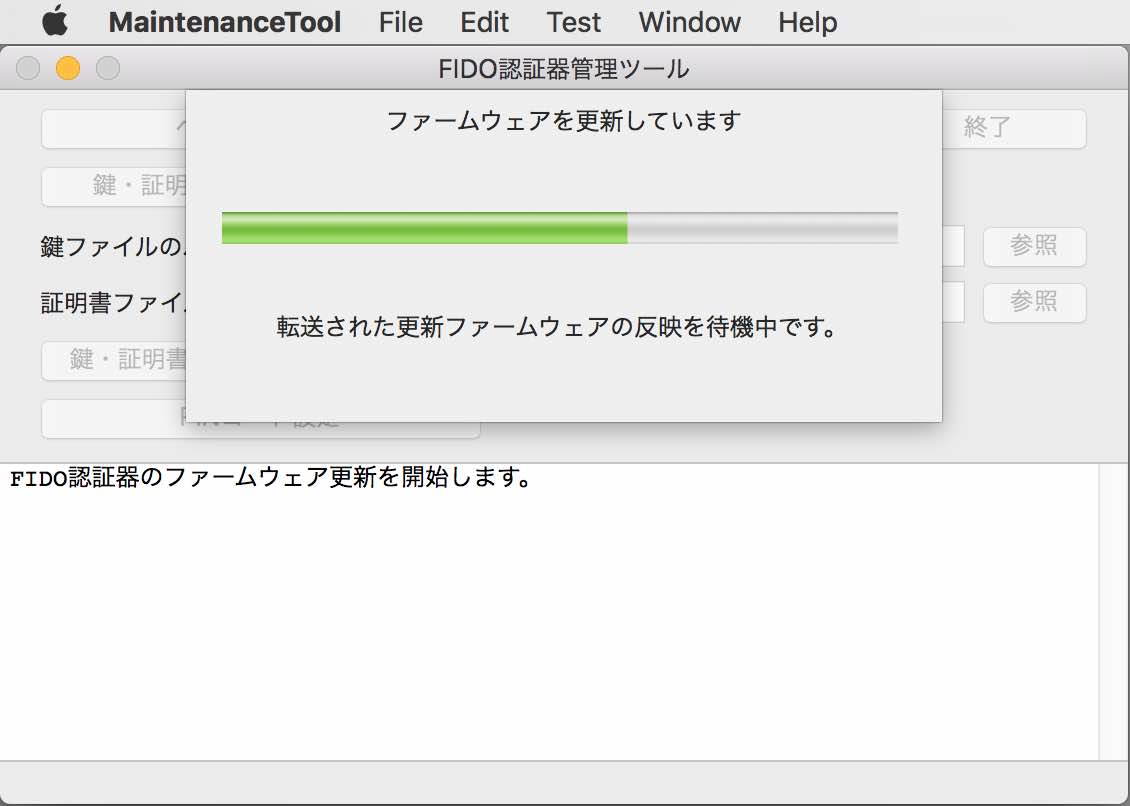 MaintenanceTool File Edit Test Window Help
FIDO認証器管理ツール
ファームウェアを更新しています
終了
鍵・証明
鍵ファイルの
参照
転送された更新ファームウェアの反映を待機中です。
証明書ファイ
参照
鍵・証明書
FIDO認証器のファームウェア更新を開始します。